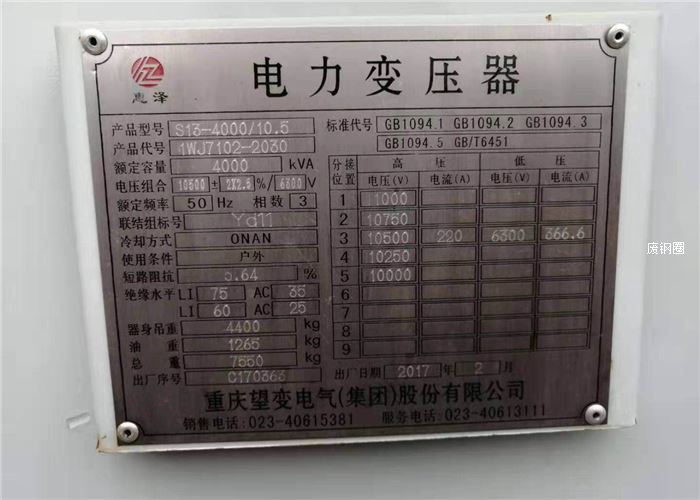 惠泽
电力变压器
产品型号 S13-4000/10.5
产品代号 1WJ7102-2030
额定容量 4000 kVA
电压组合 10500 ± 2X2.5 %/ 6300 V
额定频率 50 Hz 相数 3
联结组标号 Yd11
冷却方式 ONAN
使用条件 户外
短路阻抗 5.64 %
绝缘水平 LI 75 AC 35
LI 60 AC 25
器身吊重 4400 kg
油重 1265 kg
总重 7550 kg
出厂序号 C170363
标准代号 GB1094.1 GB1094.2 GB1094.3
GB1094.5 GB/T6451
分接位置 高压 低压
电压(V) 电流(A) 电压(V) 电流(A)
1 11000
2 10750
3 10500 220 6300 366.6
4 10250
5 10000
6
7
8
9
出厂日期 2017 年 2 月
重庆望变电气(集团)股份有限公司
销售电话:023-40615381 服务电话:023-40613111
废钢圈